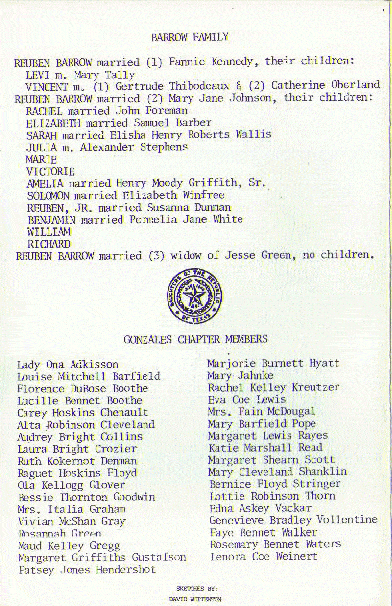 BARROW FAMILY
REUBEN BARROW married (1) Fannie Kennedy, their children:
LEVI m. Mary Tally
VINCENT m. (1) Gertrude Thibodeaux & (2) Catherine Oberland
REUBEN BARROW married (2) Mary Jane Johnson, their children:
RACHEL married John Foreman
ELIZABETH married Samuel Barber
SARAH married Elisha Henry Roberts Wallis
JULIA m. Alexander Stephens
MARIE
VICTORIE
AMELIA married Henry Moody Griffith, Sr.
SOLOMON married Elizabeth Winfree
REUBEN, JR. married Susanna Dunman
BENJAMIN married Permelia Jane White
WILLIAM
RICHARD
REUBEN BARROW married (3) widow of Jesse Green, no children.
DAUGHTERS OF THE REPUBLIC OF TEXAS
GONZALES CHAPTER MEMBERS
Lady Ona Adkisson
Louise Mitchell Barfield
Florence DuBose Boothe
Lucille Bennet Boothe
Carey Hoskins Chenault
Alta Robinson Cleveland
Audrey Bright Collins
Laura Bright Crozier
Ruth Kokernot Denman
Raguet Hoskins Floyd
Ola Kellogg Glover
Bessie Thornton Goodwin
Mrs. Italia Graham
Vivian McShan Gray
Rosannah Green
Maud Kelley Gregg
Margaret Griffiths Gustafson
Patsey Jones Hendershot
Marjorie Burnett Hyatt
Mary Jahnke
Rachel Kelley Kreutzer
Eva Coe Lewis
Mrs. Fain McDougal
Mary Barfield Pope
Margaret Lewis Rayes
Katie Marshall Read
Margaret Shearn Scott
Mary Cleveland Shanklin
Bernice Floyd Stringer
Lottie Robinson Thorn
Edna Askey Vackar
Genevieve Bradley Vollentine
Faye Bennet Walker
Rosemary Bennet Waters
Lenora Coe Weinert
SKETCHES BY:
DAVID